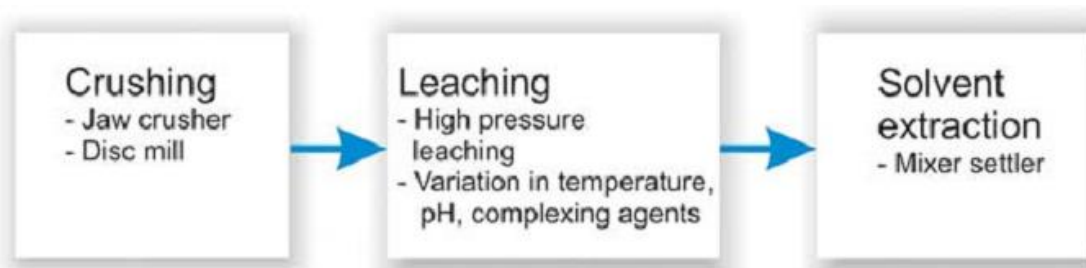 Crushing
- Jaw crusher
- Disc mill
Leaching
- High pressure
leaching
- Variation in temperature,
pH, complexing agents
Solvent
extraction
- Mixer settler